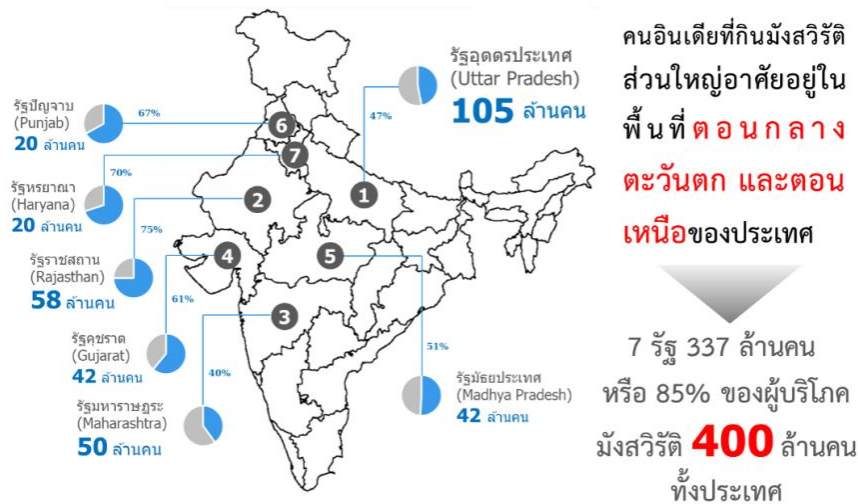 รัฐอุตตรประเทศ
(Uttar Pradesh)
105 ล้านคน
47%
รัฐปัญจาบ
(Punjab)
20 ล้านคน
67%
รัฐหรยาณา
(Haryana)
20 ล้านคน
70%
รัฐราชสถาน
(Rajasthan)
58 ล้านคน
75%
รัฐคุชราต
(Gujarat)
42 ล้านคน
61%
รัฐมหาราษฎระ
(Maharashtra)
50 ล้านคน
40%
รัฐมัธยประเทศ
(Madhya Pradesh)
42 ล้านคน
51%
6
7
1
2
4
5
3
คนอินเดียที่กินมังสวิรัติ
ส่วนใหญ่อาศัยอยู่ใน
พื้นที่ตอนกลาง
ตะวันตก และตอน
เหนือของประเทศ
7 รัฐ 337 ล้านคน
หรือ 85% ของผู้บริโภค
มังสวิรัติ 400 ล้านคน
ทั้งประเทศ